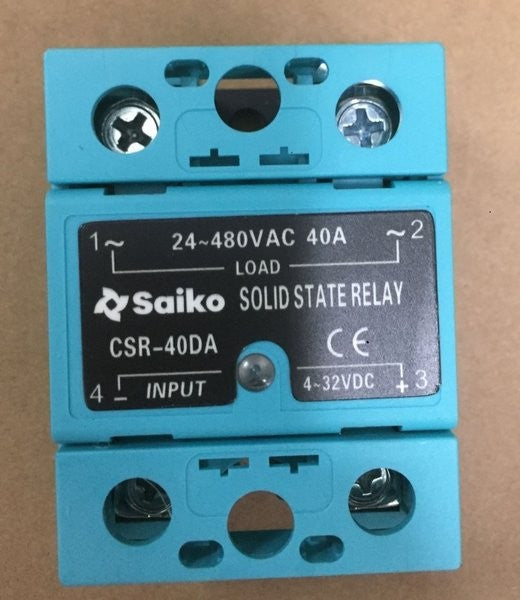 1~ 24~480VAC 40A ~2
LOAD
Saiko SOLID STATE RELAY
CSR-40DA CE
4 - INPUT 4~32VDC + 3